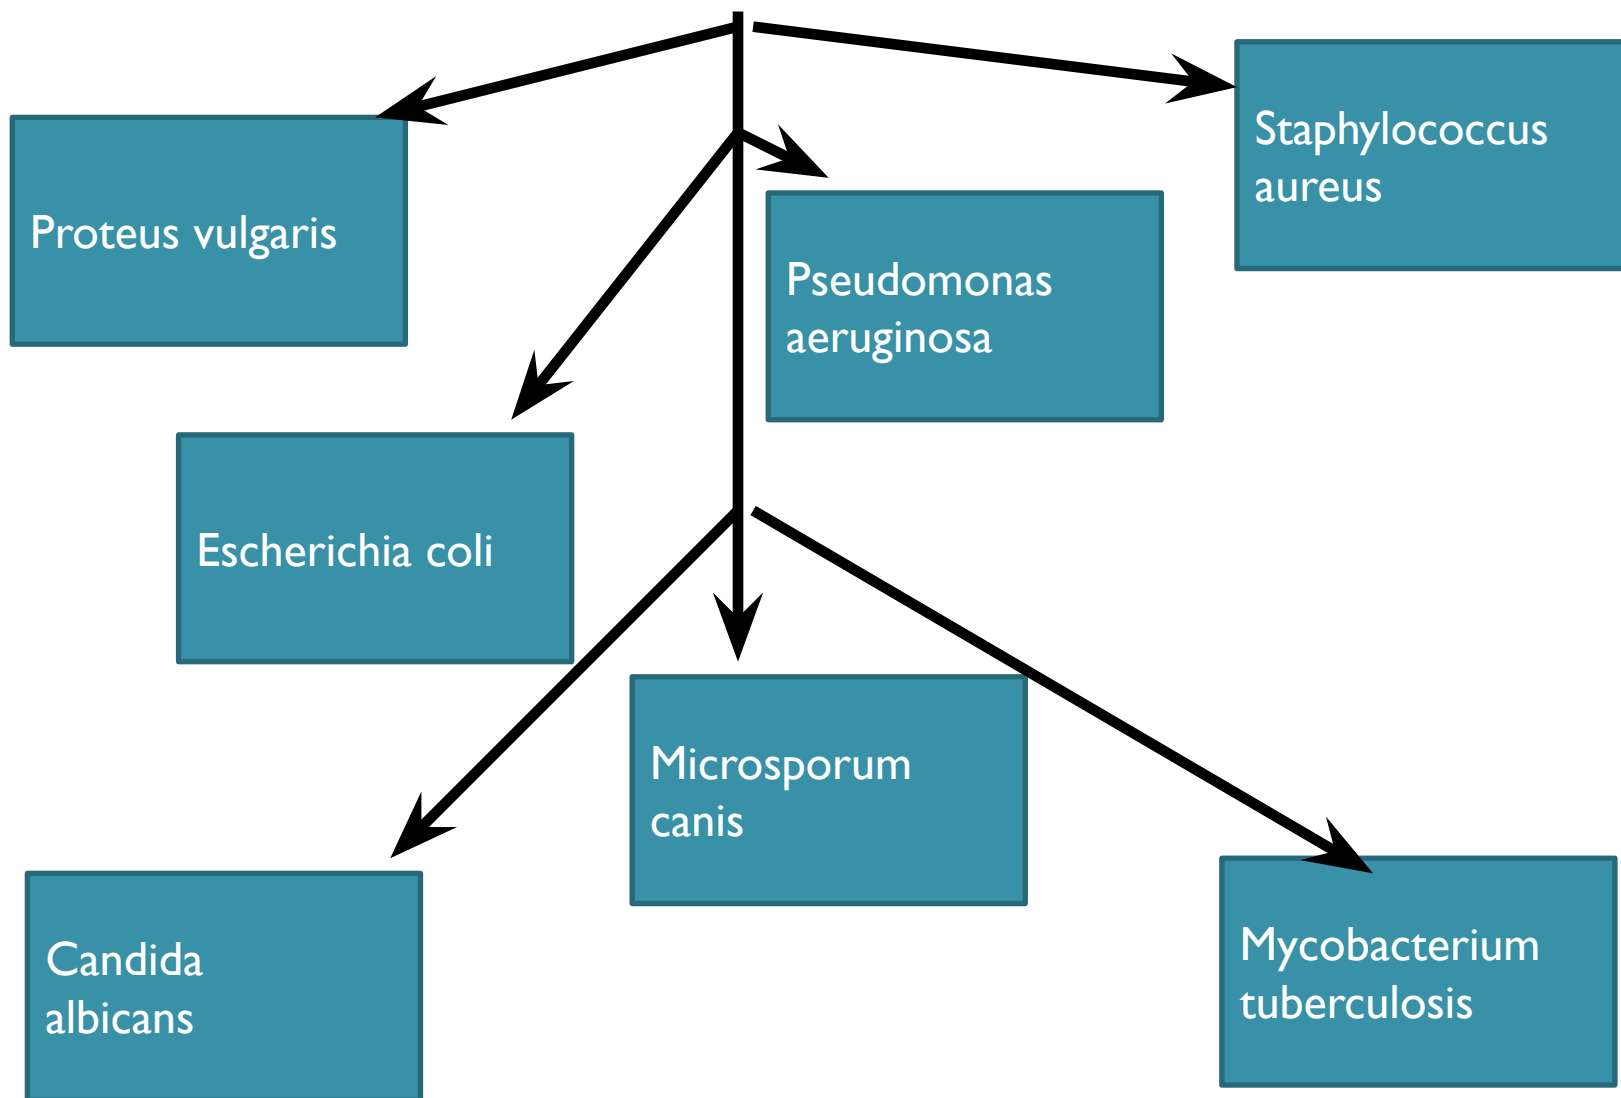 Staphylococcus
aureus
Proteus vulgaris
Pseudomonas
aeruginosa
Escherichia coli
Microsporum
canis
Candida
albicans
Mycobacterium
tuberculosis